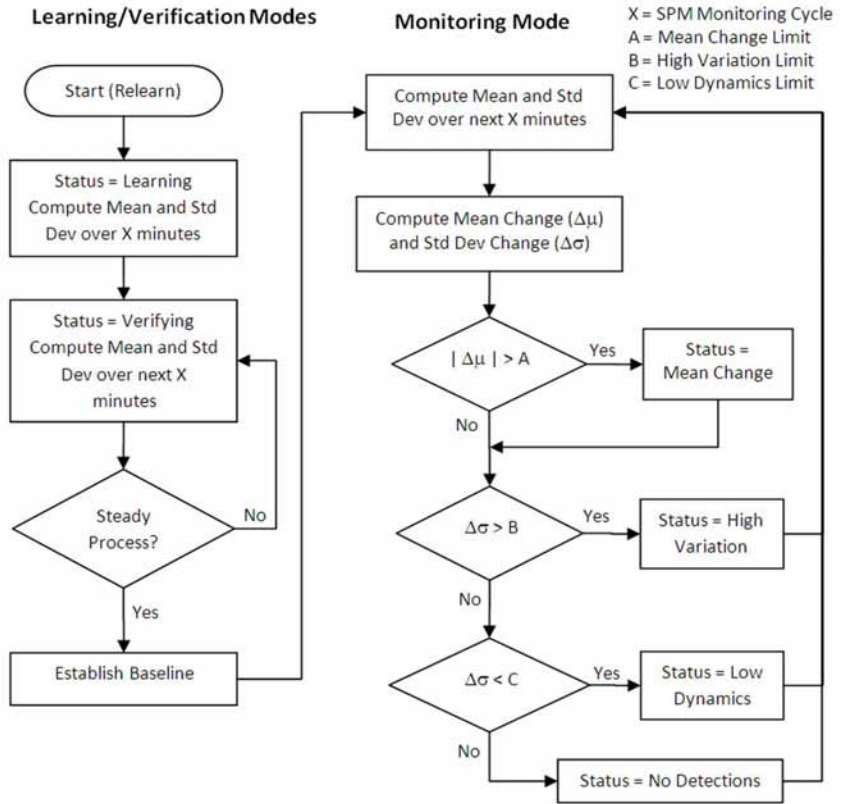 Learning/Verification Modes
Start (Relearn)
Status = Learning
Compute Mean and Std
Dev over X minutes
Status = Verifying
Compute Mean and Std
Dev over next X
minutes
Steady
Process?
No
Yes
Establish Baseline
Monitoring Mode
X = SPM Monitoring Cycle
A = Mean Change Limit
B = High Variation Limit
C = Low Dynamics Limit
Compute Mean and Std
Dev over next X minutes
Compute Mean Change (Δμ)
and Std Dev Change (Δσ)
| Δμ | > A
Yes
Status =
Mean Change
No
Δσ > B
Yes
Status = High
Variation
No
Δσ < C
Yes
Status = Low
Dynamics
No
Status = No Detections